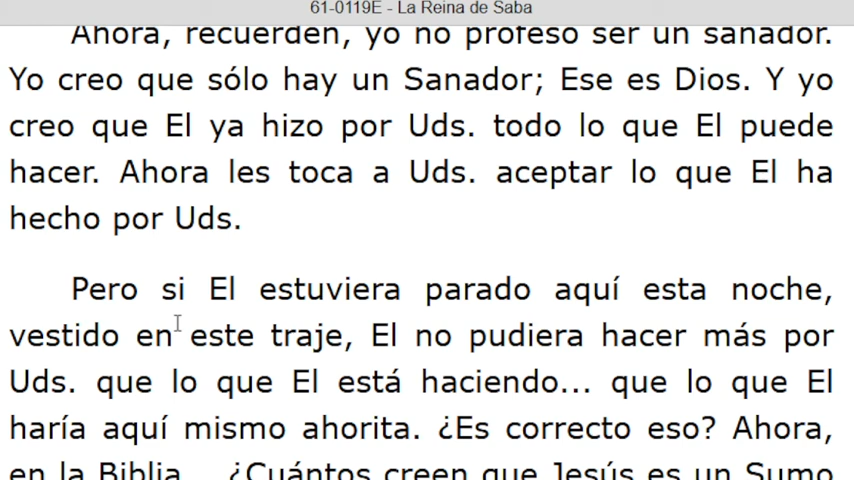 61-0119E - La Reina de Saba
Ahora, recuerden, yo no profeso ser un sanador.
Yo creo que sólo hay un Sanador; Ese es Dios. Y yo
creo que El ya hizo por Uds. todo lo que El puede
hacer. Ahora les toca a Uds. aceptar lo que El ha
hecho por Uds.
Pero si El estuviera parado aquí esta noche,
vestido en este traje, El no pudiera hacer más por
Uds. que lo que El está haciendo... que lo que El
haría aquí mismo ahorita. ¿Es correcto eso? Ahora,
en la Biblia... ¿Cuántos creen que Jesús es un Sumo